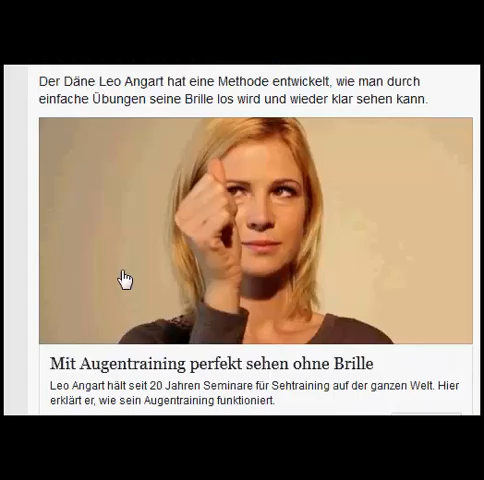 Der Däne Leo Angart hat eine Methode entwickelt, wie man durch
einfache Übungen seine Brille los wird und wieder klar sehen kann.
Mit Augentraining perfekt sehen ohne Brille
Leo Angart hält seit 20 Jahren Seminare für Sehtraining auf der ganzen Welt. Hier
erklärt er, wie sein Augentraining funktioniert.